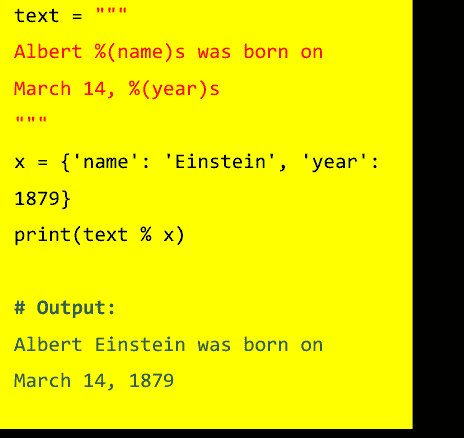 text = """
Albert %(name)s was born on
March 14, %(year)s
"""
x = {'name': 'Einstein', 'year':
1879}
print(text % x)
# Output:
Albert Einstein was born on
March 14, 1879